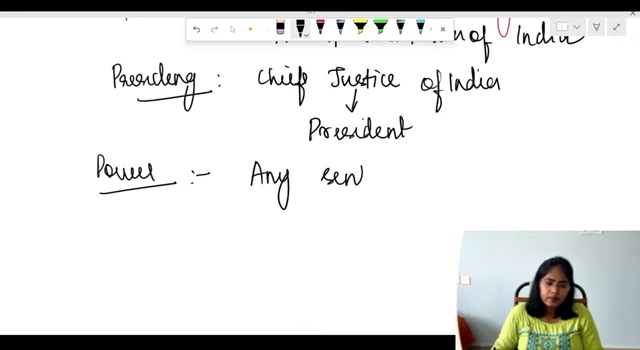 of India
Presiding : Chief Justice of India
↓
President
Power :- Any sen